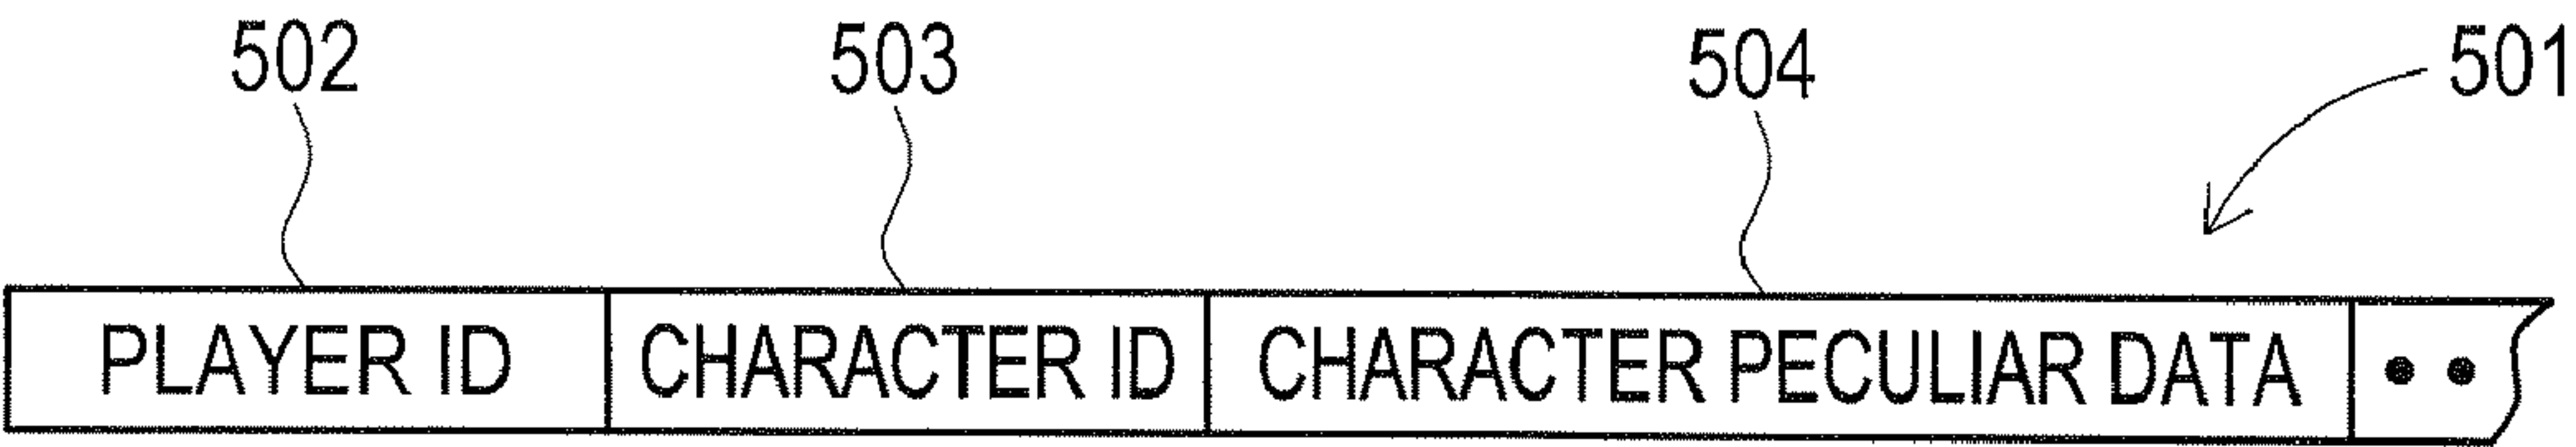 502 503 504 501
PLAYER ID CHARACTER ID CHARACTER PECULIAR DATA ••